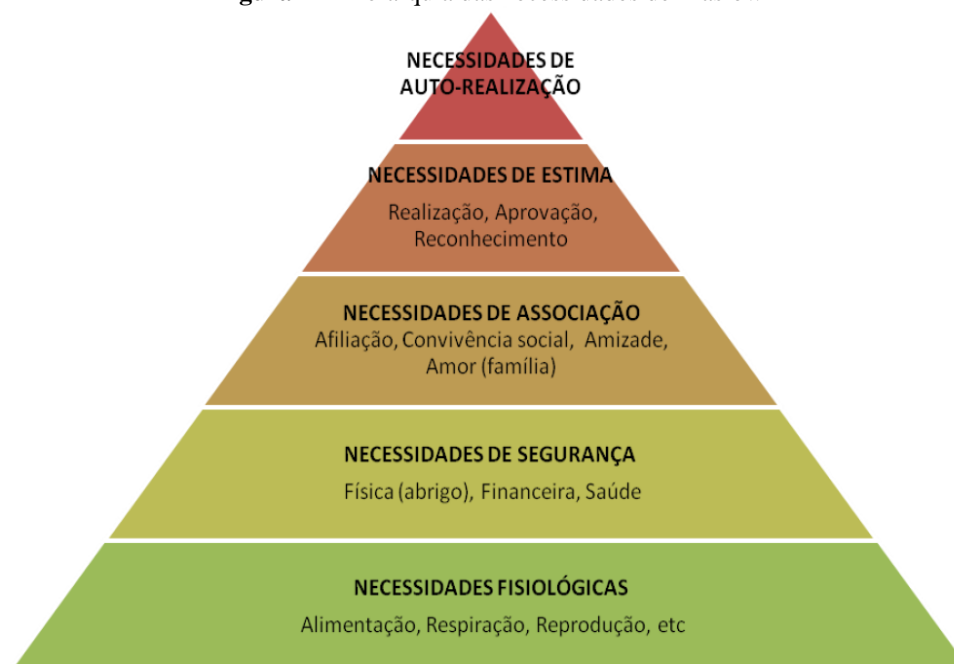 NECESSIDADES DE
AUTO-REALIZAÇÃO
NECESSIDADES DE ESTIMA
Realização, Aprovação,
Reconhecimento
NECESSIDADES DE ASSOCIAÇÃO
Afiliação, Convivência social, Amizade,
Amor (família)
NECESSIDADES DE SEGURANÇA
Física (abrigo), Financeira, Saúde
NECESSIDADES FISIOLÓGICAS
Alimentação, Respiração, Reprodução, etc